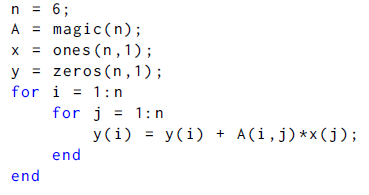 n = 6;
A = magic(n);
x = ones(n,1);
y = zeros(n,1);
for i = 1:n
    for j = 1:n
        y(i) = y(i) + A(i,j)*x(j);
    end
end